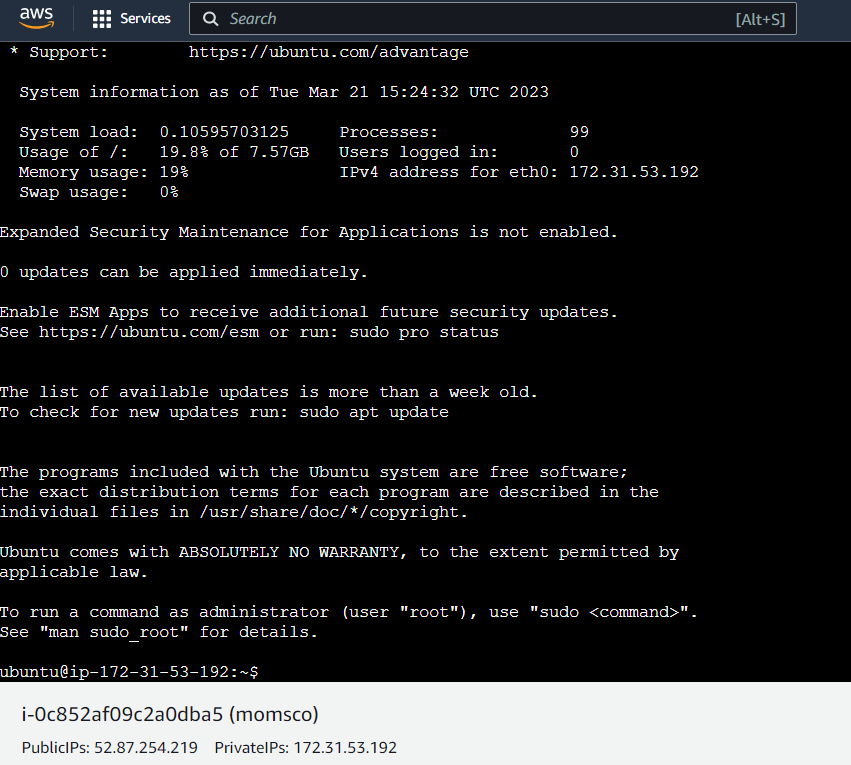 aws Services Search [Alt+S]
* Support: https://ubuntu.com/advantage
System information as of Tue Mar 21 15:24:32 UTC 2023
System load: 0.10595703125 Processes: 99
Usage of /: 19.8% of 7.57GB Users logged in: 0
Memory usage: 19% IPv4 address for eth0: 172.31.53.192
Swap usage: 0%
Expanded Security Maintenance for Applications is not enabled.
0 updates can be applied immediately.
Enable ESM Apps to receive additional future security updates.
See https://ubuntu.com/esm or run: sudo pro status
The list of available updates is more than a week old.
To check for new updates run: sudo apt update
The programs included with the Ubuntu system are free software;
the exact distribution terms for each program are described in the
individual files in /usr/share/doc/*/copyright.
Ubuntu comes with ABSOLUTELY NO WARRANTY, to the extent permitted by
applicable law.
To run a command as administrator (user "root"), use "sudo <command>".
See "man sudo_root" for details.
ubuntu@ip-172-31-53-192:~$
i-0c852af09c2a0dba5 (momsco)
PublicIPs: 52.87.254.219 PrivateIPs: 172.31.53.192